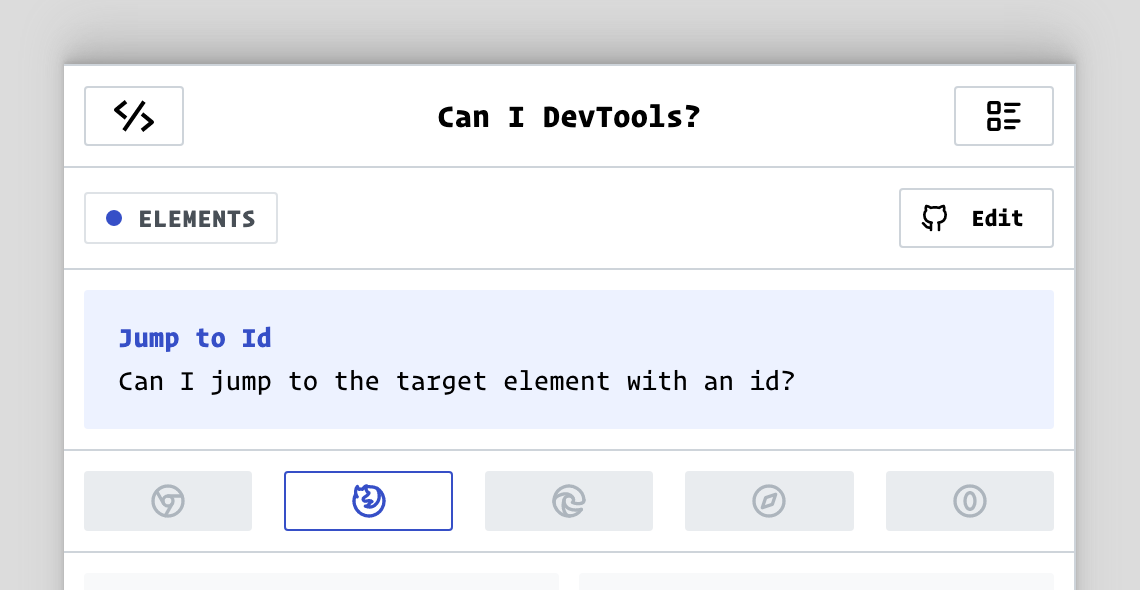 Can I DevTools?
ELEMENTS
Edit
Jump to Id
Can I jump to the target element with an id?